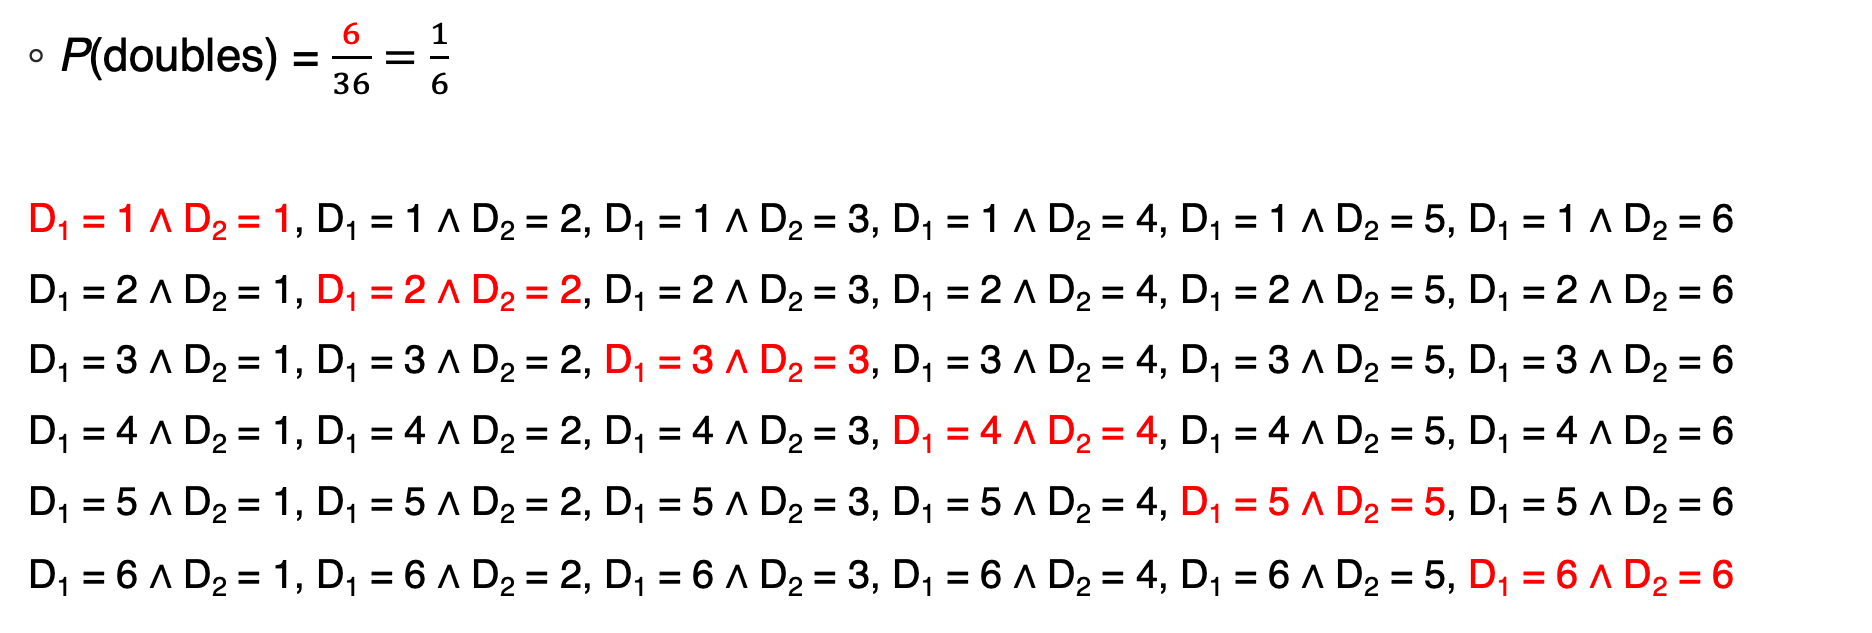 ◦ P(doubles) = 6/36 = 1/6
D₁ = 1 ∧ D₂ = 1, D₁ = 1 ∧ D₂ = 2, D₁ = 1 ∧ D₂ = 3, D₁ = 1 ∧ D₂ = 4, D₁ = 1 ∧ D₂ = 5, D₁ = 1 ∧ D₂ = 6
D₁ = 2 ∧ D₂ = 1, D₁ = 2 ∧ D₂ = 2, D₁ = 2 ∧ D₂ = 3, D₁ = 2 ∧ D₂ = 4, D₁ = 2 ∧ D₂ = 5, D₁ = 2 ∧ D₂ = 6
D₁ = 3 ∧ D₂ = 1, D₁ = 3 ∧ D₂ = 2, D₁ = 3 ∧ D₂ = 3, D₁ = 3 ∧ D₂ = 4, D₁ = 3 ∧ D₂ = 5, D₁ = 3 ∧ D₂ = 6
D₁ = 4 ∧ D₂ = 1, D₁ = 4 ∧ D₂ = 2, D₁ = 4 ∧ D₂ = 3, D₁ = 4 ∧ D₂ = 4, D₁ = 4 ∧ D₂ = 5, D₁ = 4 ∧ D₂ = 6
D₁ = 5 ∧ D₂ = 1, D₁ = 5 ∧ D₂ = 2, D₁ = 5 ∧ D₂ = 3, D₁ = 5 ∧ D₂ = 4, D₁ = 5 ∧ D₂ = 5, D₁ = 5 ∧ D₂ = 6
D₁ = 6 ∧ D₂ = 1, D₁ = 6 ∧ D₂ = 2, D₁ = 6 ∧ D₂ = 3, D₁ = 6 ∧ D₂ = 4, D₁ = 6 ∧ D₂ = 5, D₁ = 6 ∧ D₂ = 6